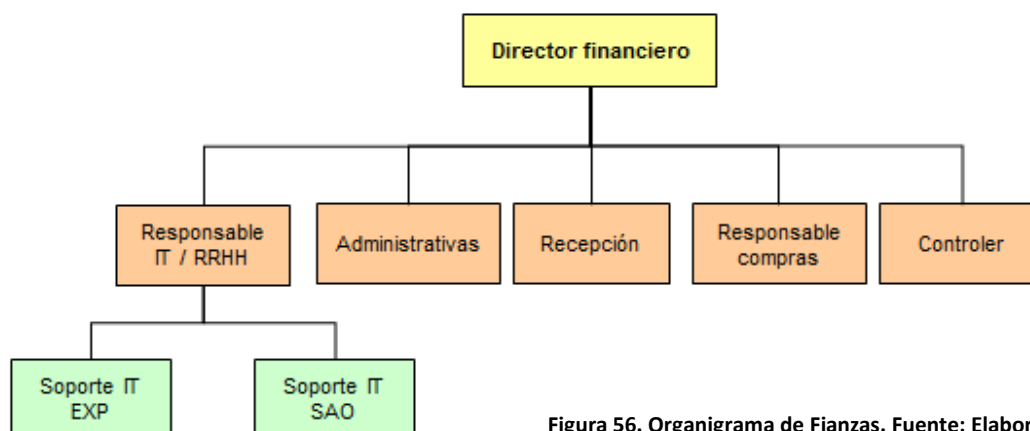 Director financiero
Responsable
IT / RRHH
Administrativas
Recepción
Responsable
compras
Controler
Soporte IT
EXP
Soporte IT
SAO
Figura 56. Organigrama de Fianzas. Fuente: Elabor